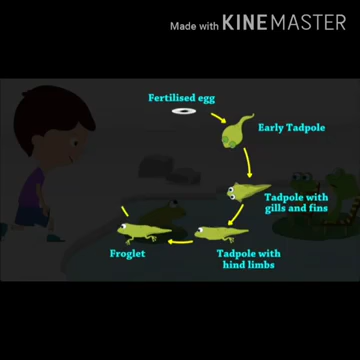 Made with KINEMASTER
Fertilised egg
Early Tadpole
Tadpole with
gills and fins
Tadpole with
hind limbs
Froglet